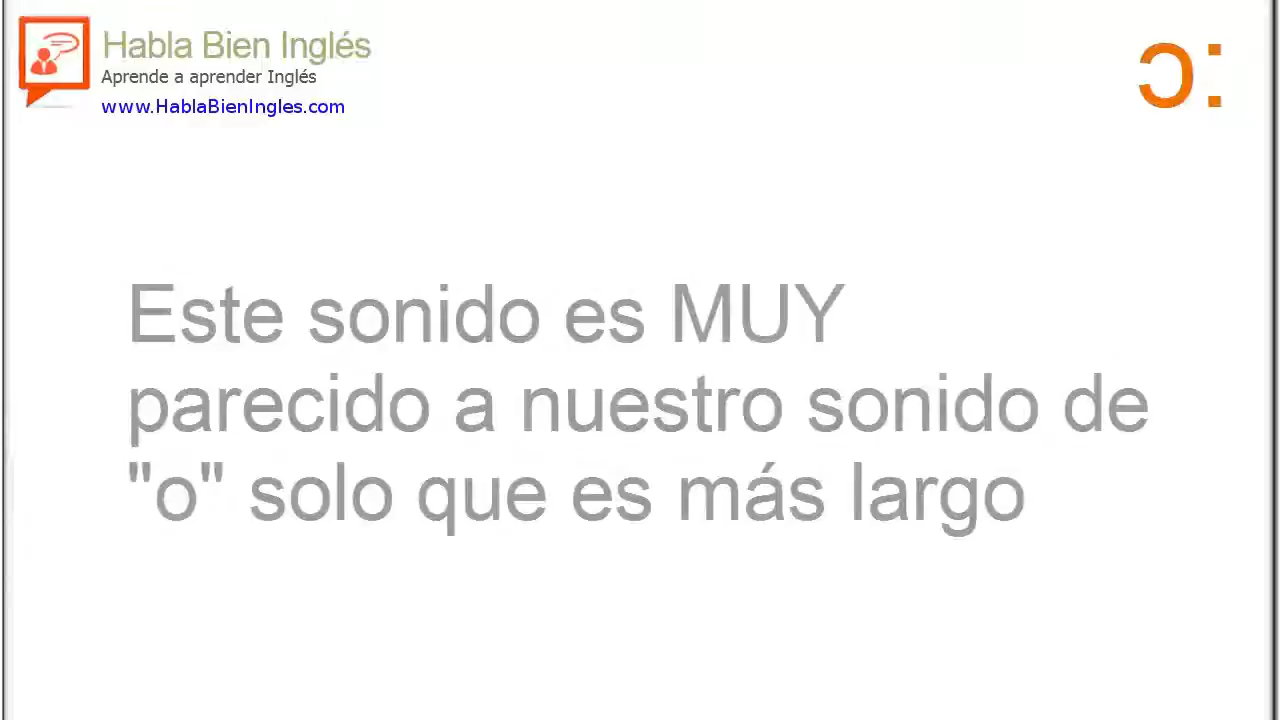 Habla Bien Inglés
Aprende a aprender Inglés
www.HablaBienIngles.com
ɔ:
Este sonido es MUY
parecido a nuestro sonido de
"o" solo que es más largo